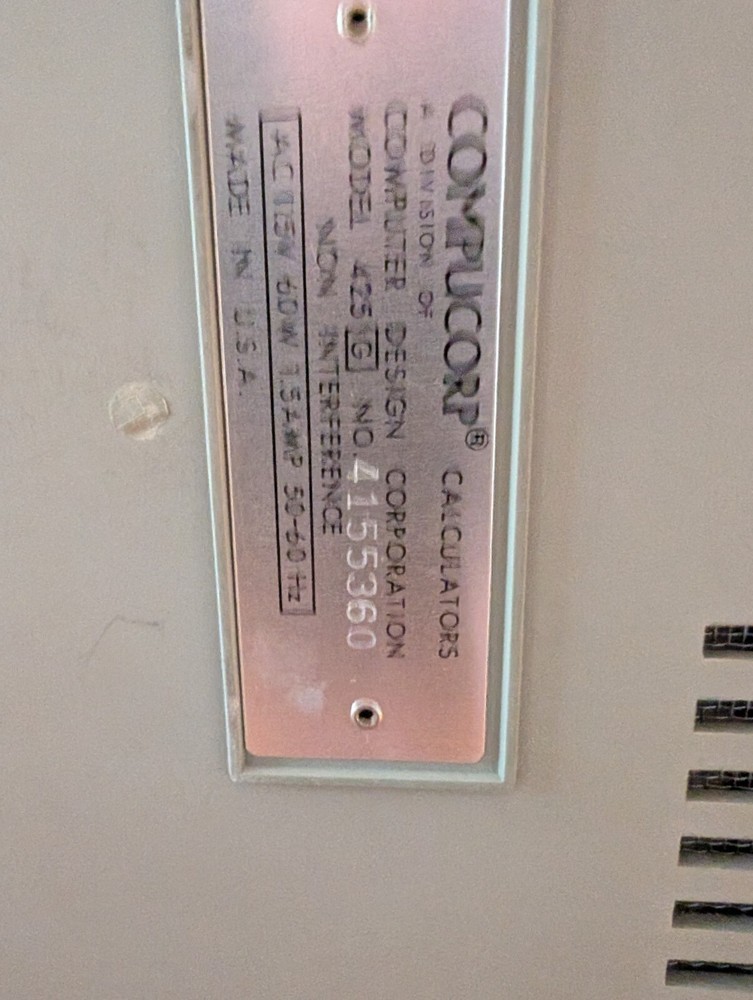 COMPUCORP® CALCULATORS
A DIVISION OF
COMPUTER DESIGN CORPORATION
MODEL 425 G NO. 4155360
NON INTERFERENCE
AC 115V 60W 1.5AMP 50-60 Hz
MADE IN U.S.A.